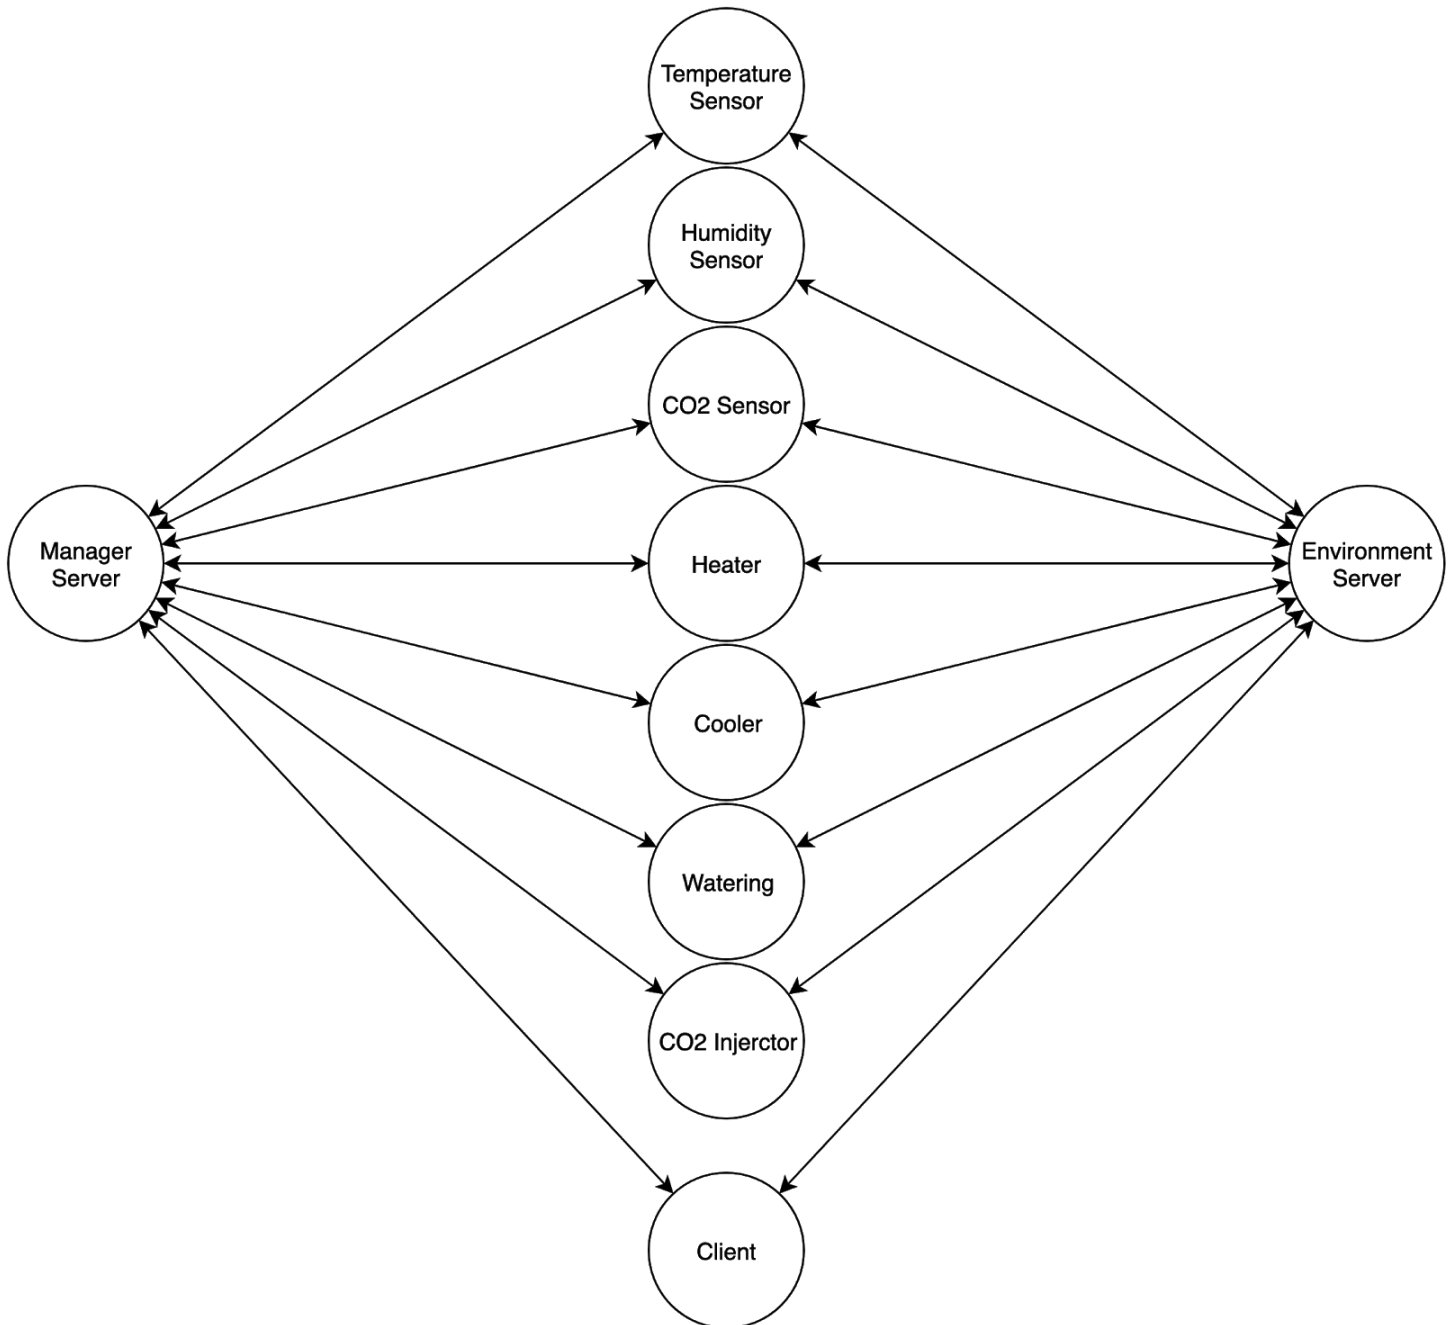 Temperature
Sensor
Humidity
Sensor
CO2 Sensor
Manager
Server
Heater
Environment
Server
Cooler
Watering
CO2 Injerctor
Client